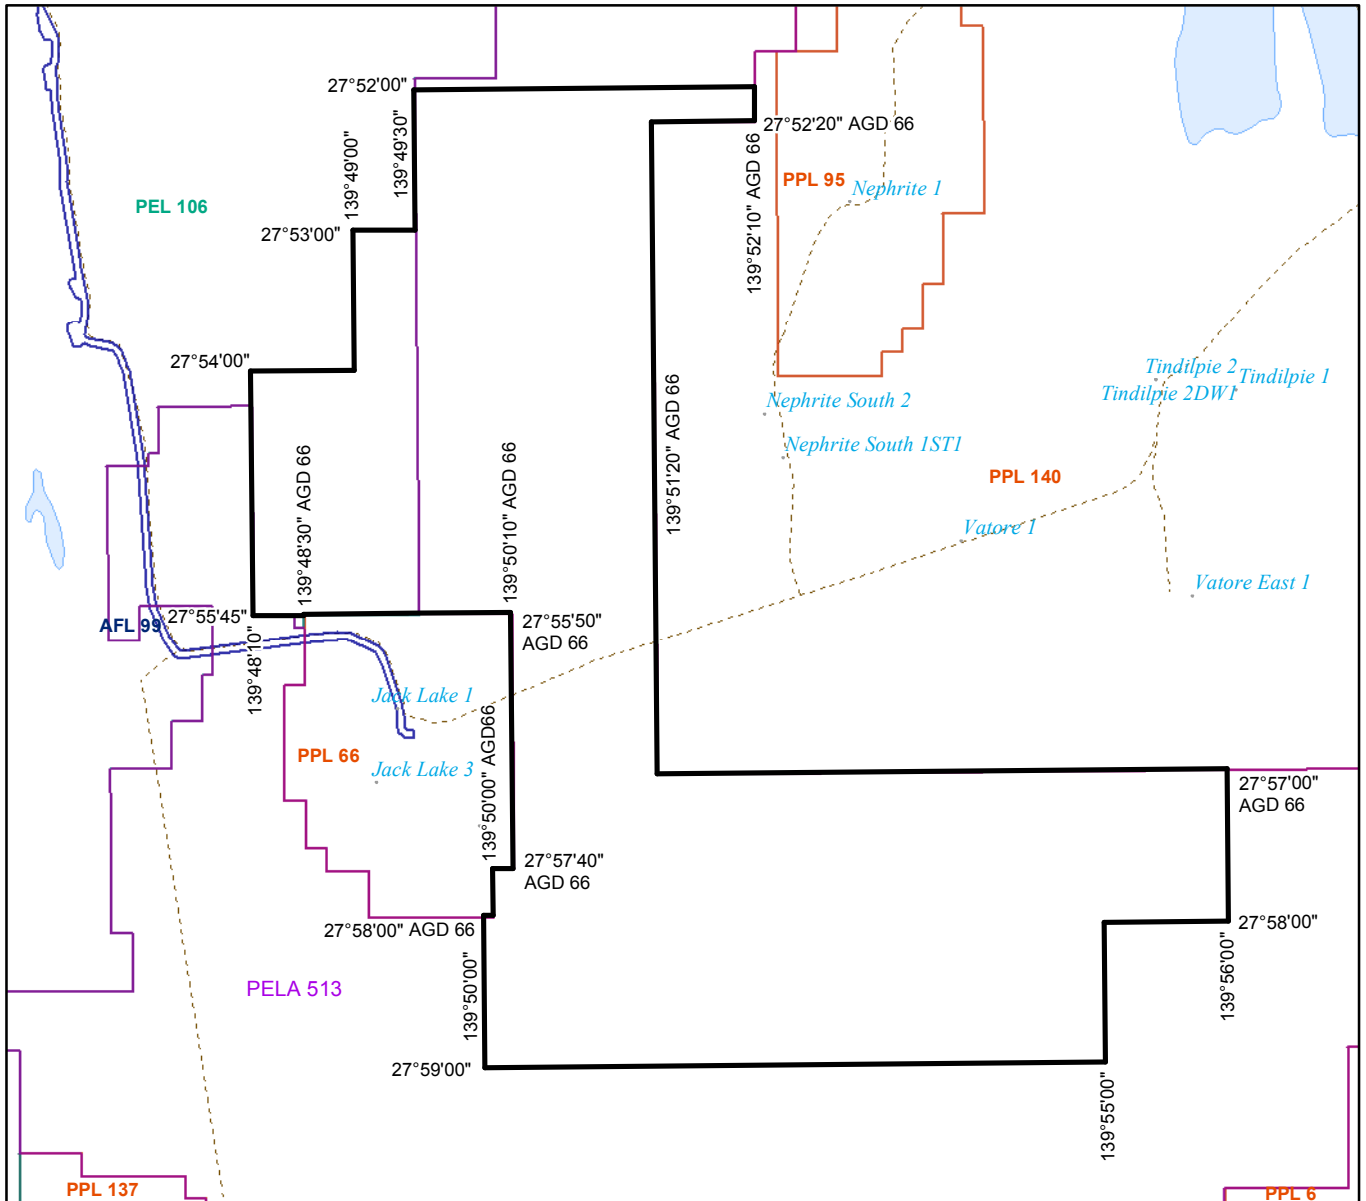 27°52'00"
139°49'30"
139°49'00"
27°52'20" AGD 66
139°52'10" AGD 66
PPL 95
Nephrite 1
PEL 106
27°53'00"
27°54'00"
Tindilpie 2
Tindilpie 1
Tindilpie 2DW1
Nephrite South 2
Nephrite South 1ST1
139°51'20" AGD 66
PPL 140
139°48'30" AGD 66
139°50'10" AGD 66
Vatore 1
Vatore East 1
27°55'45"
AFL 99
27°55'50"
AGD 66
139°48'10"
Jack Lake 1
PPL 66
Jack Lake 3
139°50'00" AGD66
27°57'00"
AGD 66
27°57'40"
AGD 66
27°58'00" AGD 66
27°58'00"
139°50'00"
139°56'00"
PELA 513
27°59'00"
139°55'00"
PPL 137
PPL 6